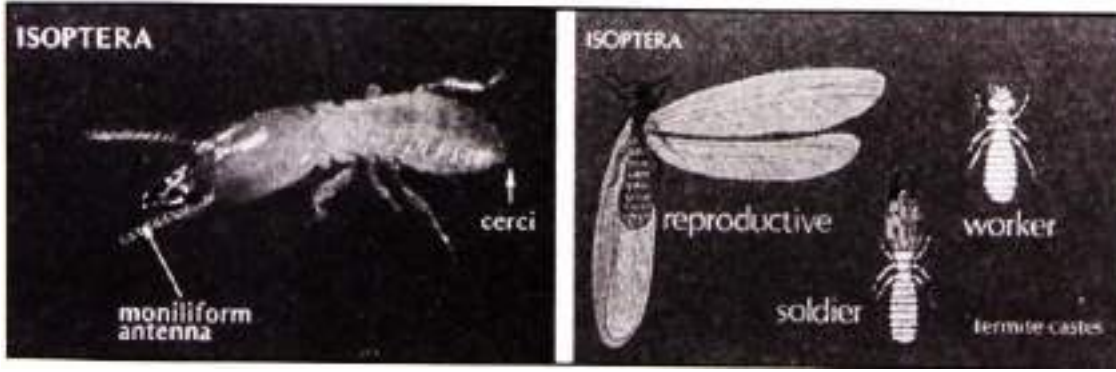 ISOPTERA
cerci
moniliform
antenna
ISOPTERA
reproductive
worker
soldier
termite castes